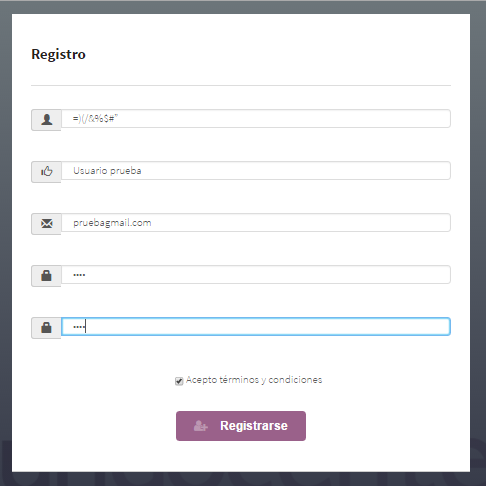 Registro
=)(/&%$#"
Usuario prueba
pruebagmail.com
••••
••••
Acepto términos y condiciones
Registrarse